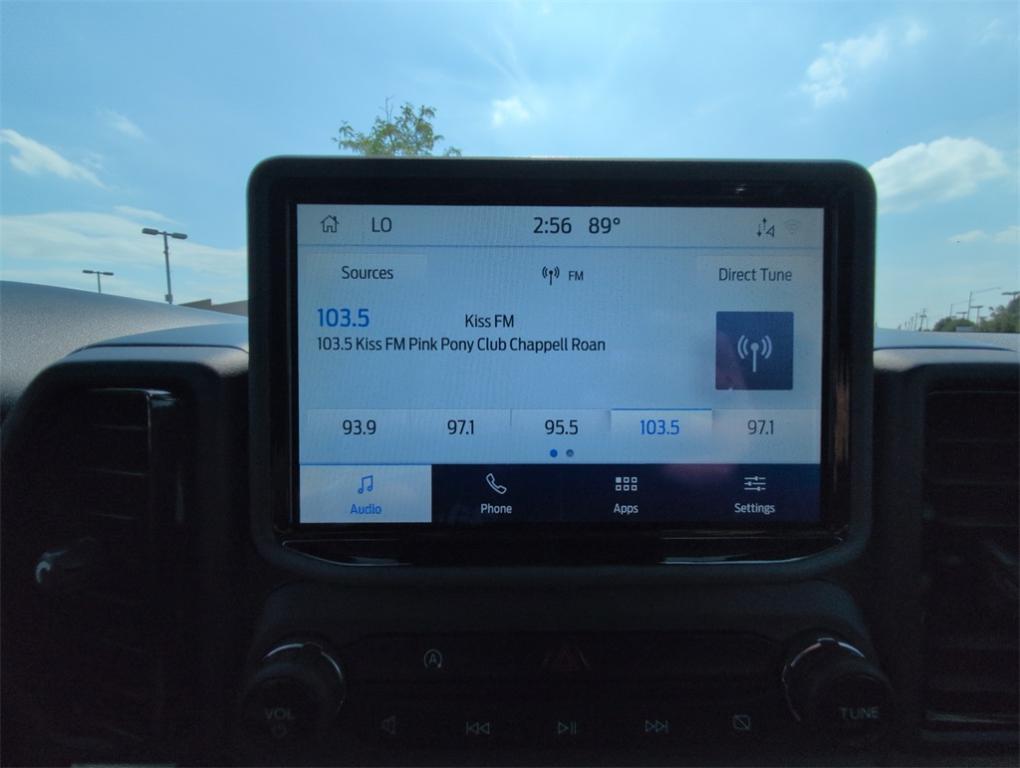 LO 2:56 89°
Sources FM Direct Tune
103.5 Kiss FM
103.5 Kiss FM Pink Pony Club Chappell Roan
93.9 97.1 95.5 103.5 97.1
Audio Phone Apps Settings
A
VOL TUNE